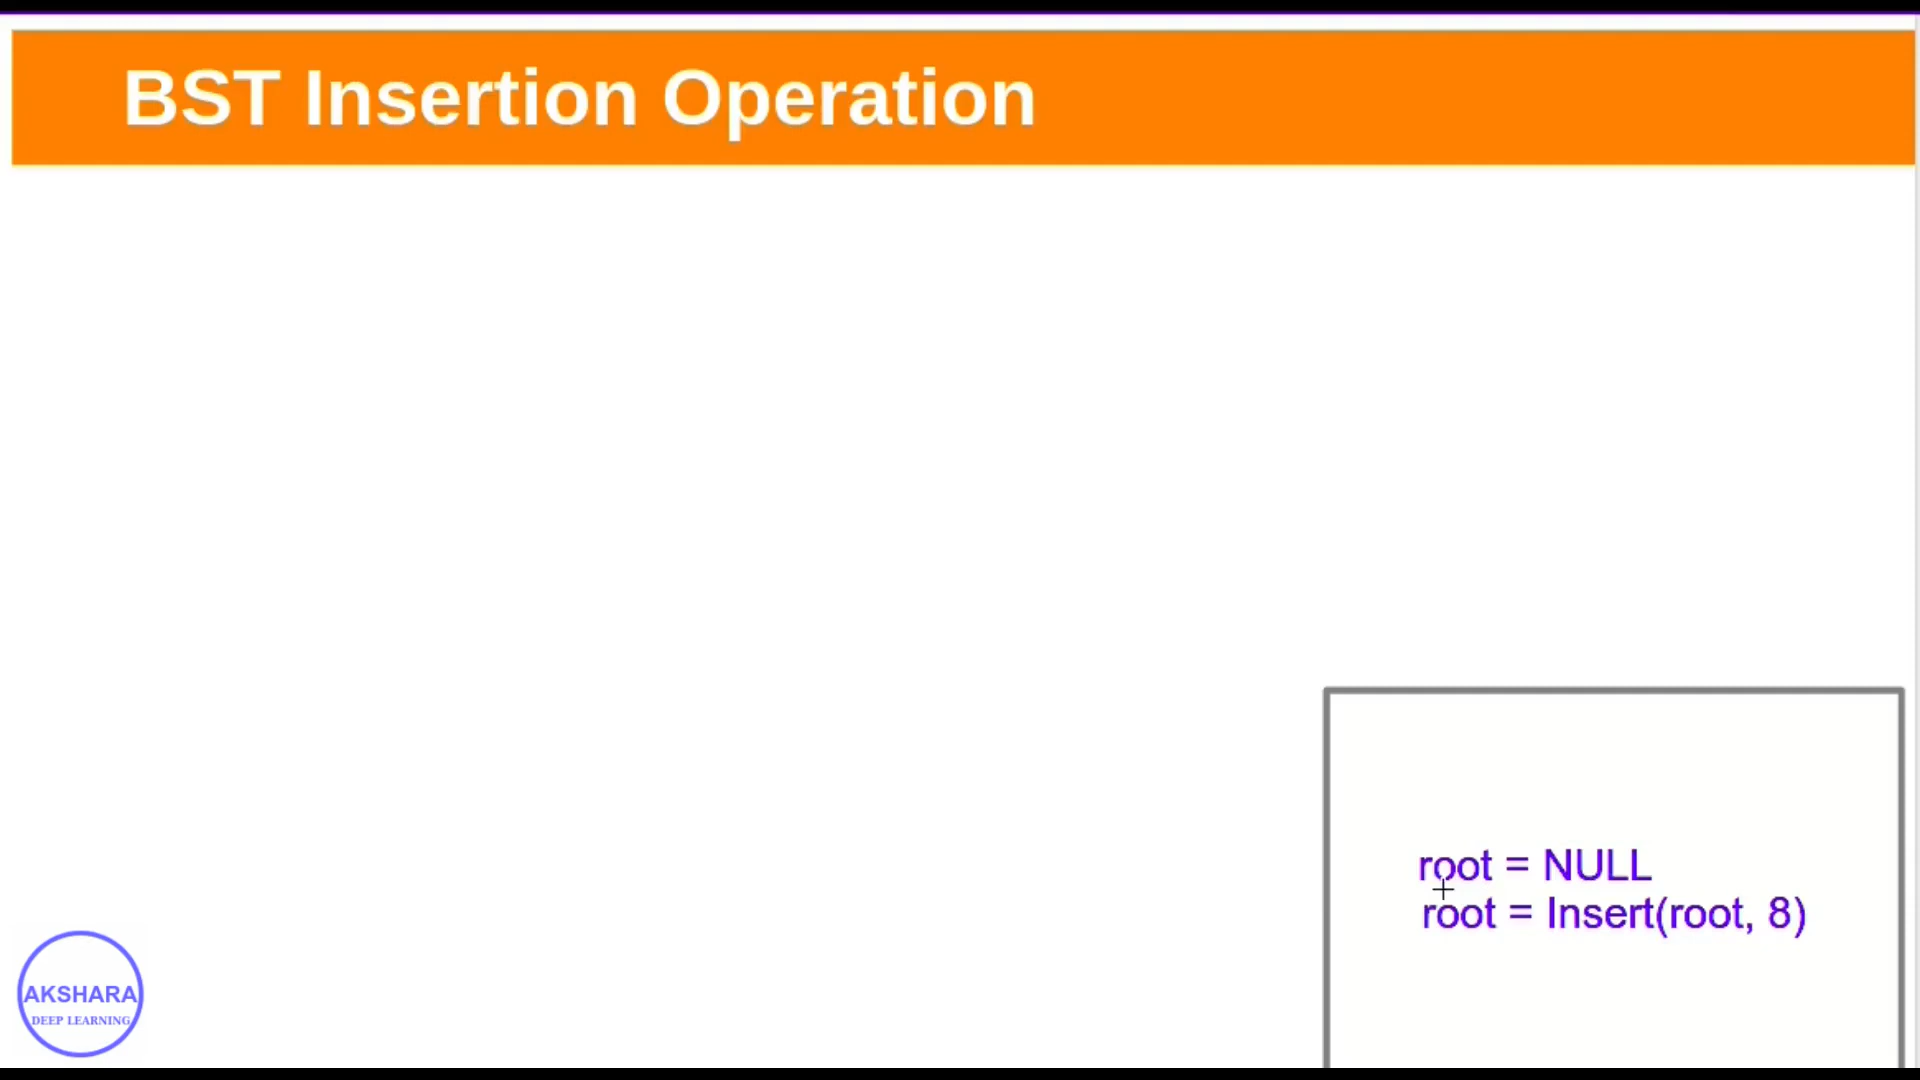 BST Insertion Operation
root = NULL
root = Insert(root, 8)
AKSHARA
DEEP LEARNING